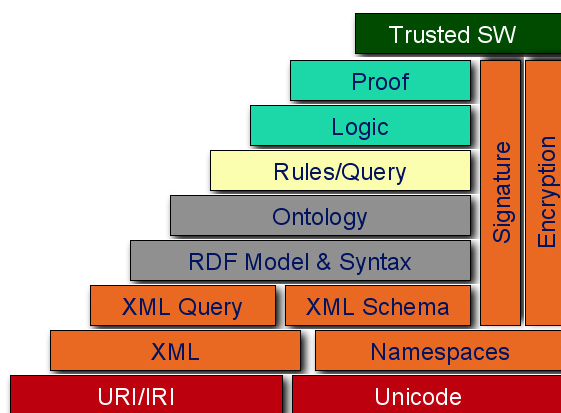 Trusted SW
Proof
Logic
Rules/Query
Ontology
RDF Model & Syntax
XML Query
XML Schema
Signature
Encryption
XML
Namespaces
URI/IRI
Unicode